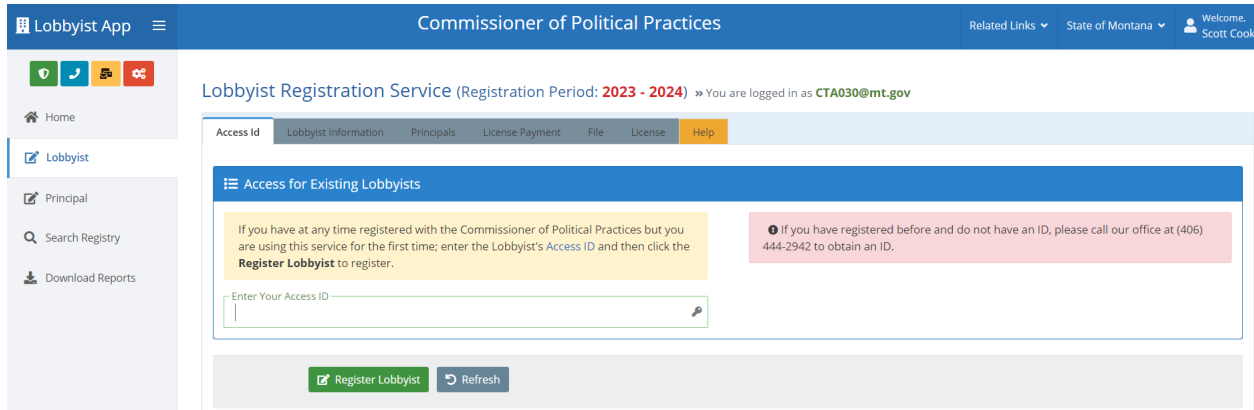 Lobbyist App
Commissioner of Political Practices
Related Links
State of Montana
Welcome,
Scott Cook
Home
Lobbyist
Principal
Search Registry
Download Reports
Lobbyist Registration Service (Registration Period: 2023 - 2024) » You are logged in as CTA030@mt.gov
Access Id
Lobbyist Information
Principals
License Payment
File
License
Help
Access for Existing Lobbyists
If you have at any time registered with the Commissioner of Political Practices but you
are using this service for the first time; enter the Lobbyist's Access ID and then click the
Register Lobbyist to register.
If you have registered before and do not have an ID, please call our office at (406)
444-2942 to obtain an ID.
Enter Your Access ID
Register Lobbyist
Refresh